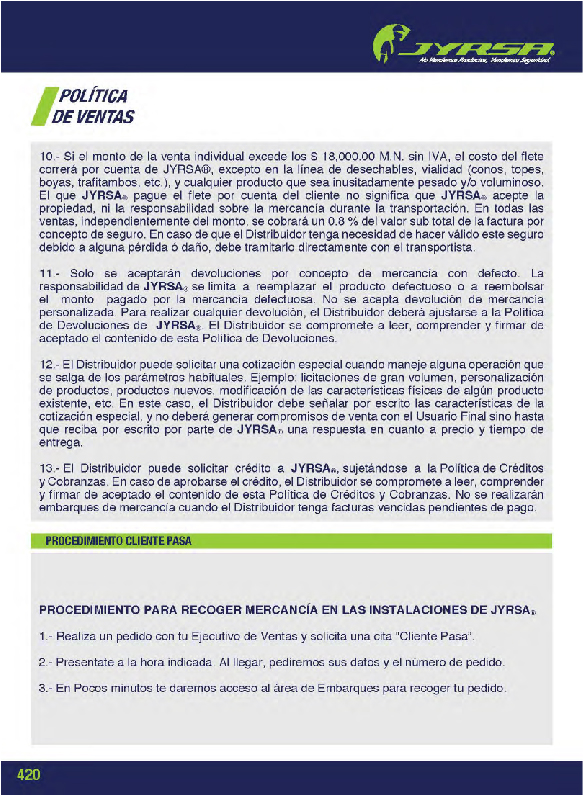 JYRSA®
No Vendemos Productos, Vendemos Seguridad
POLÍTICA
DE VENTAS
10.- Si el monto de la venta individual excede los $ 18,000.00 M.N. sin IVA, el costo del flete
correrá por cuenta de JYRSA®, excepto en la línea de desechables, vialidad (conos, topes,
boyas, trafitambos, etc.), y cualquier producto que sea inusitadamente pesado y/o voluminoso.
El que JYRSA® pague el flete por cuenta del cliente no significa que JYRSA® acepte la
propiedad, ni la responsabilidad sobre la mercancía durante la transportación. En todas las
ventas, independientemente del monto, se cobrará un 0.8 % del valor sub total de la factura por
concepto de seguro. En caso de que el Distribuidor tenga necesidad de hacer válido este seguro
debido a alguna pérdida ó daño, debe tramitarlo directamente con el transportista.
11.- Solo se aceptarán devoluciones por concepto de mercancía con defecto. La
responsabilidad de JYRSA® se limita a reemplazar el producto defectuoso o a reembolsar
el monto pagado por la mercancía defectuosa. No se acepta devolución de mercancía
personalizada. Para realizar cualquier devolución, el Distribuidor deberá ajustarse a la Política
de Devoluciones de JYRSA®. El Distribuidor se compromete a leer, comprender y firmar de
aceptado el contenido de esta Política de Devoluciones.
12.- El Distribuidor puede solicitar una cotización especial cuando maneje alguna operación que
se salga de los parámetros habituales. Ejemplo: licitaciones de gran volumen, personalización
de productos, productos nuevos, modificación de las características físicas de algún producto
existente, etc. En este caso, el Distribuidor debe señalar por escrito las características de la
cotización especial, y no deberá generar compromisos de venta con el Usuario Final sino hasta
que reciba por escrito por parte de JYRSA® una respuesta en cuanto a precio y tiempo de
entrega.
13.- El Distribuidor puede solicitar crédito a JYRSA®, sujetándose a la Política de Créditos
y Cobranzas. En caso de aprobarse el crédito, el Distribuidor se compromete a leer, comprender
y firmar de aceptado el contenido de esta Política de Créditos y Cobranzas. No se realizarán
embarques de mercancía cuando el Distribuidor tenga facturas vencidas pendientes de pago.
PROCEDIMIENTO CLIENTE PASA
PROCEDIMIENTO PARA RECOGER MERCANCÍA EN LAS INSTALACIONES DE JYRSA®
1.- Realiza un pedido con tu Ejecutivo de Ventas y solicita una cita "Cliente Pasa".
2.- Presentate a la hora indicada. Al llegar, pediremos sus datos y el número de pedido.
3.- En Pocos minutos te daremos acceso al área de Embarques para recoger tu pedido.
420